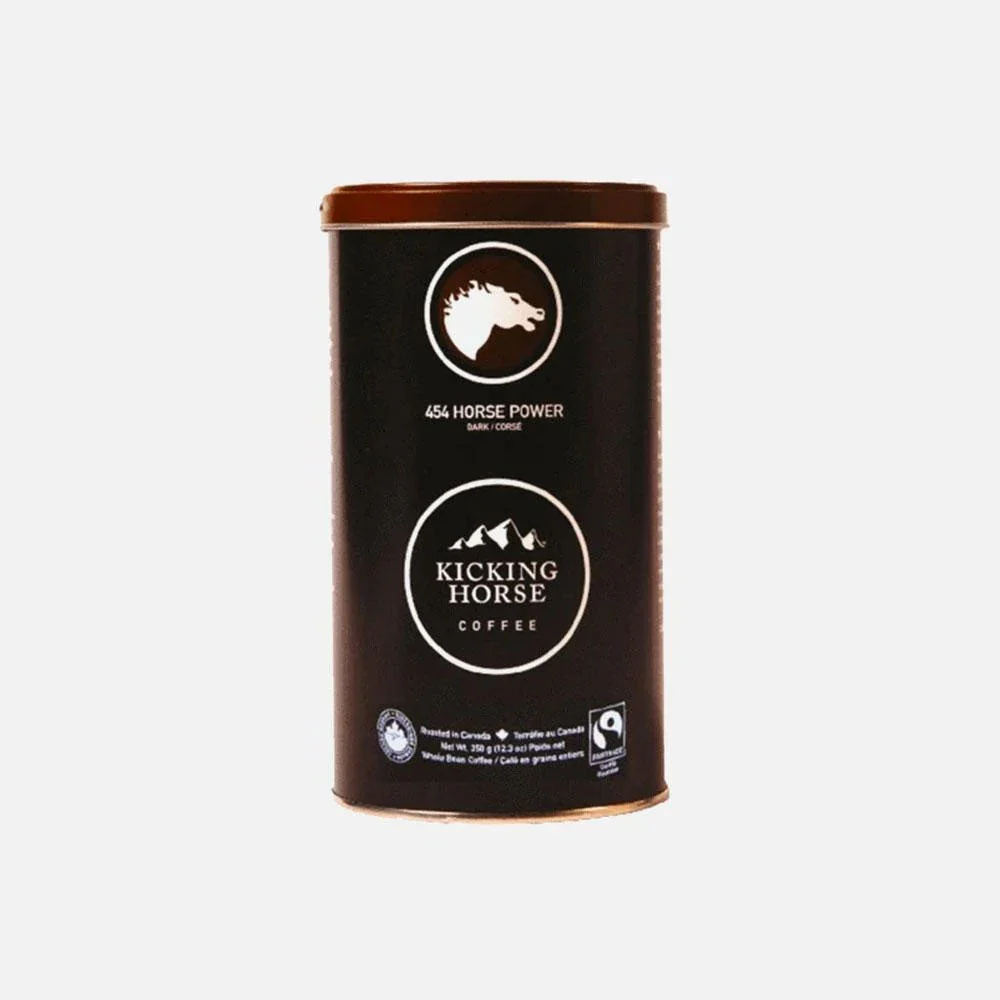 454 HORSE POWER
DARK / CORSÉ
KICKING
HORSE
COFFEE
Roasted in Canada Torréfié au Canada
Net Wt. 350 g (12.3 oz) Poids net
Whole Bean Coffee / Café en grains entiers
FAIRTRADE